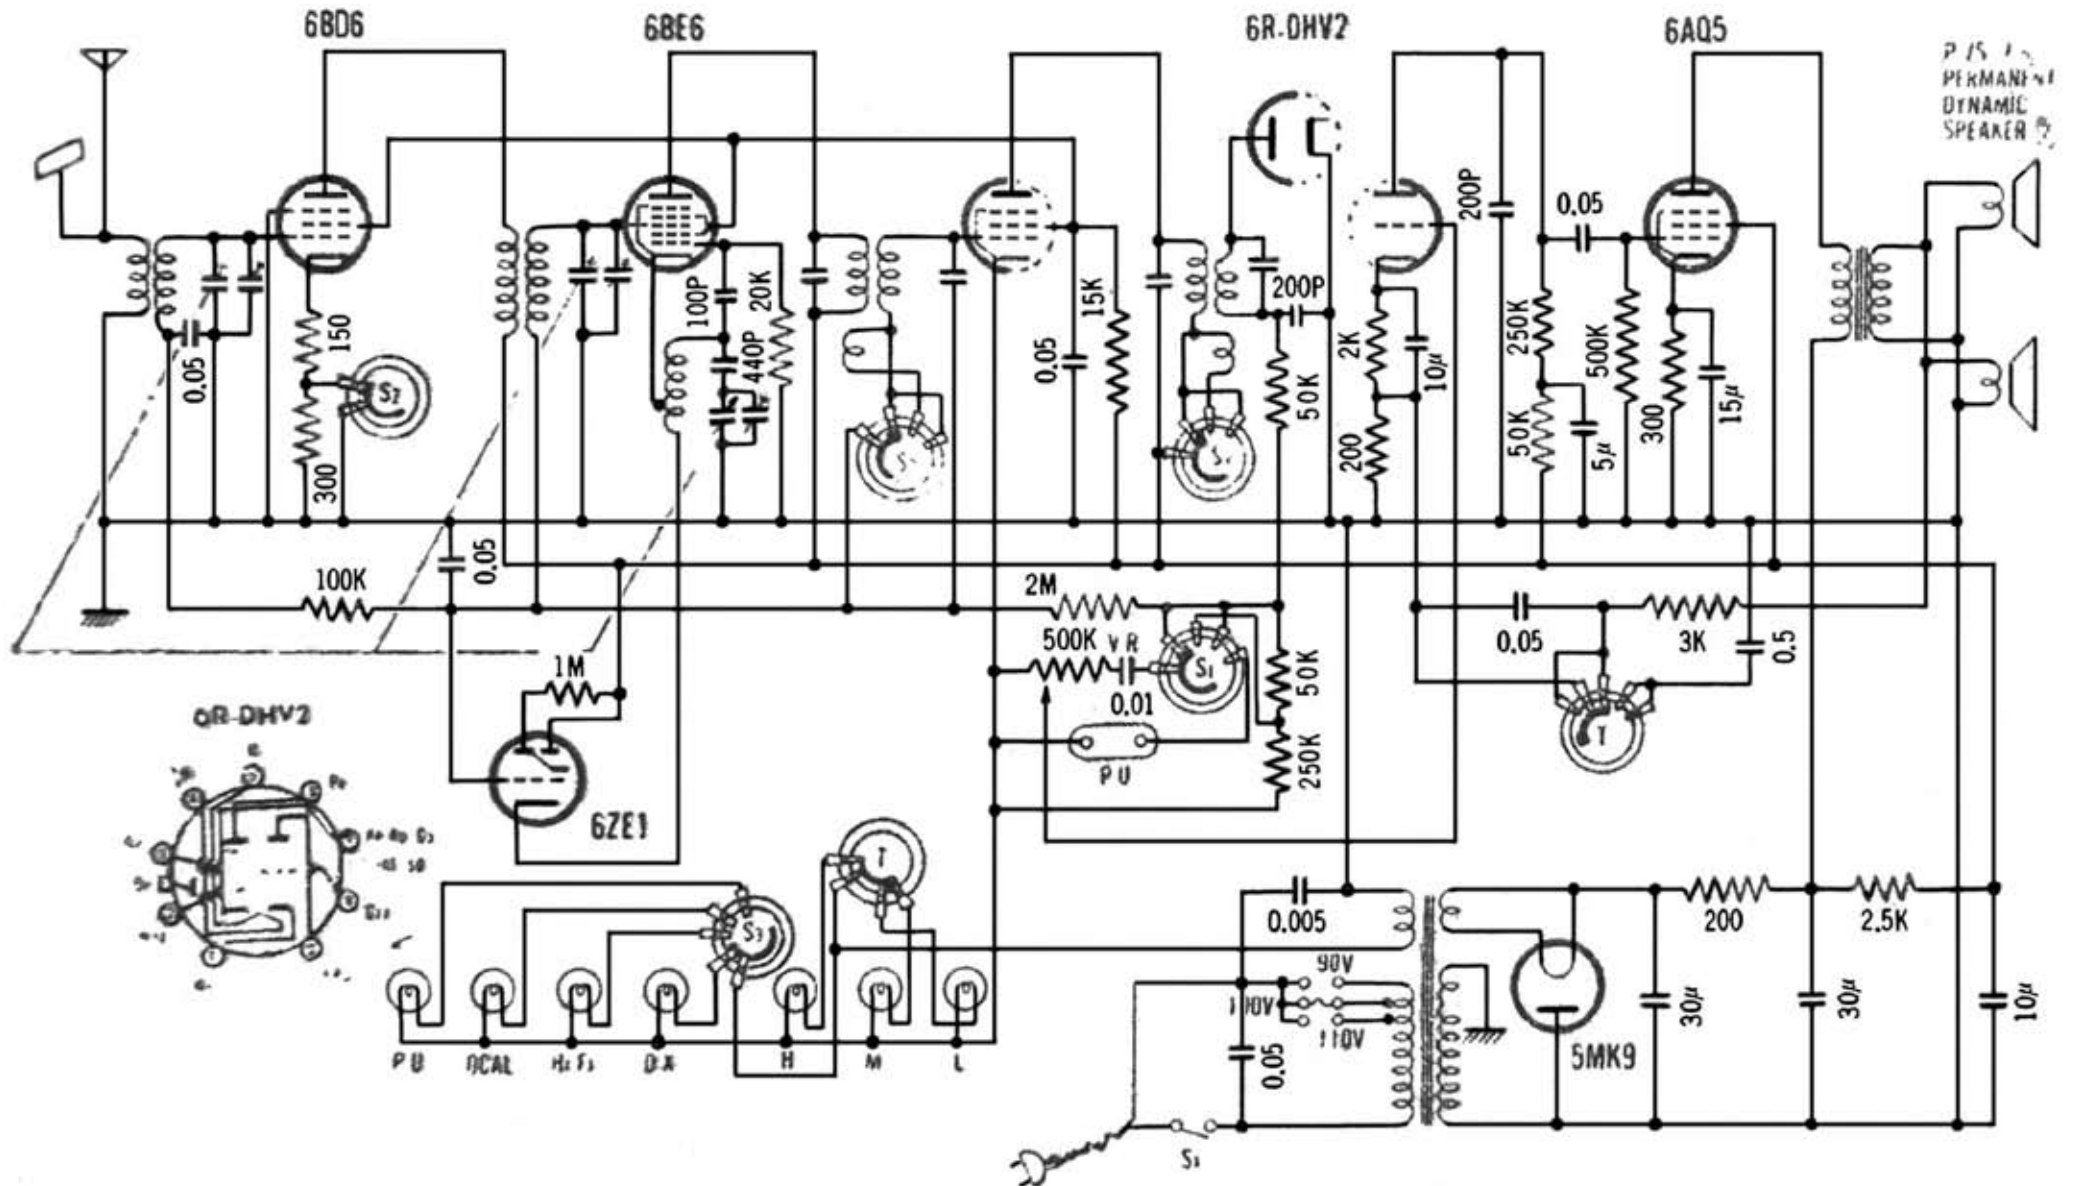 6BD6
6BE6
6R-DHV2
6AQ5
PERMANENT
DYNAMIC
SPEAKER
0.05
150
S2
300
100P
20K
440P
0.05
15K
200P
50K
2K
10μ
200
200P
0.05
250K
500K
50K
5μ
300
15μ
100K
0.05
2M
500K VR
0.01
S1
50K
PU
250K
0.05
3K
0.5
T
1M
6ZE1
6R-DHV2
T
S3
PU
H
M
L
0.005
90V
110V
0.05
200
2.5K
30μ
30μ
10μ
5MK9